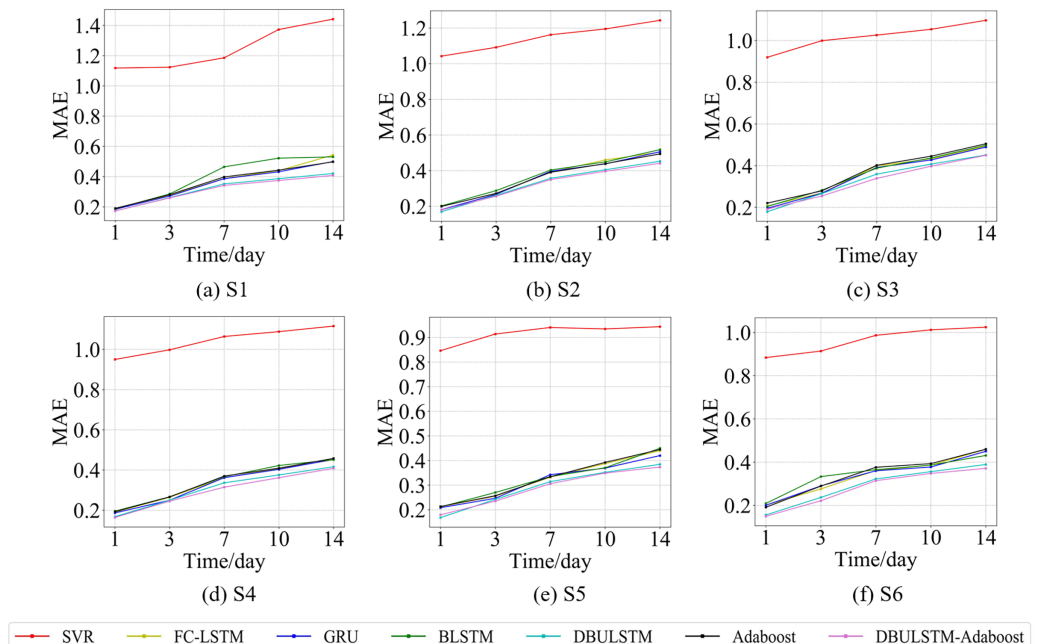 1.4
1.2
1.0
0.8
0.6
0.4
0.2
MAE
1 3 7 10 14
Time/day
(a) S1
1.2
1.0
0.8
0.6
0.4
0.2
MAE
1 3 7 10 14
Time/day
(b) S2
1.0
0.8
0.6
0.4
0.2
MAE
1 3 7 10 14
Time/day
(c) S3
1.0
0.8
0.6
0.4
0.2
MAE
1 3 7 10 14
Time/day
(d) S4
0.9
0.8
0.7
0.6
0.5
0.4
0.3
0.2
MAE
1 3 7 10 14
Time/day
(e) S5
1.0
0.8
0.6
0.4
0.2
MAE
1 3 7 10 14
Time/day
(f) S6
SVR FC-LSTM GRU BLSTM DBULSTM Adaboost DBULSTM-Adaboost